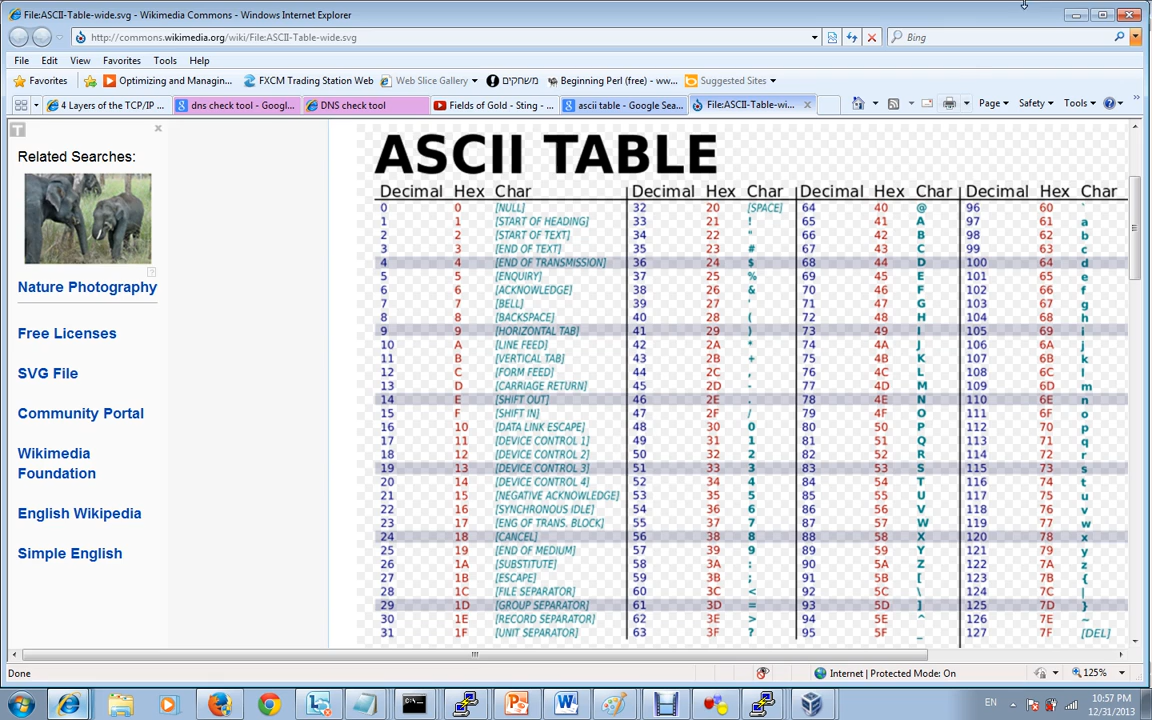 File:ASCII-Table-wide.svg - Wikimedia Commons - Windows Internet Explorer
http://commons.wikimedia.org/wiki/File:ASCII-Table-wide.svg
Bing
File Edit View Favorites Tools Help
Favorites Optimizing and Managin... FXCM Trading Station Web Web Slice Gallery משחקים Beginning Perl (free) - ww... Suggested Sites
4 Layers of the TCP/IP ... dns check tool - Googl... DNS check tool Fields of Gold - Sting - ... ascii table - Google Sea... File:ASCII-Table-wi... Page Safety Tools
Related Searches:
Nature Photography
Free Licenses
SVG File
Community Portal
Wikimedia
Foundation
English Wikipedia
Simple English
ASCII TABLE
Decimal Hex Char Decimal Hex Char Decimal Hex Char Decimal Hex Char
0 0 [NULL] 32 20 [SPACE] 64 40 @ 96 60 `
1 1 [START OF HEADING] 33 21 ! 65 41 A 97 61 a
2 2 [START OF TEXT] 34 22 " 66 42 B 98 62 b
3 3 [END OF TEXT] 35 23 # 67 43 C 99 63 c
4 4 [END OF TRANSMISSION] 36 24 $ 68 44 D 100 64 d
5 5 [ENQUIRY] 37 25 % 69 45 E 101 65 e
6 6 [ACKNOWLEDGE] 38 26 & 70 46 F 102 66 f
7 7 [BELL] 39 27 ' 71 47 G 103 67 g
8 8 [BACKSPACE] 40 28 ( 72 48 H 104 68 h
9 9 [HORIZONTAL TAB] 41 29 ) 73 49 I 105 69 i
10 A [LINE FEED] 42 2A * 74 4A J 106 6A j
11 B [VERTICAL TAB] 43 2B + 75 4B K 107 6B k
12 C [FORM FEED] 44 2C , 76 4C L 108 6C l
13 D [CARRIAGE RETURN] 45 2D - 77 4D M 109 6D m
14 E [SHIFT OUT] 46 2E . 78 4E N 110 6E n
15 F [SHIFT IN] 47 2F / 79 4F O 111 6F o
16 10 [DATA LINK ESCAPE] 48 30 0 80 50 P 112 70 p
17 11 [DEVICE CONTROL 1] 49 31 1 81 51 Q 113 71 q
18 12 [DEVICE CONTROL 2] 50 32 2 82 52 R 114 72 r
19 13 [DEVICE CONTROL 3] 51 33 3 83 53 S 115 73 s
20 14 [DEVICE CONTROL 4] 52 34 4 84 54 T 116 74 t
21 15 [NEGATIVE ACKNOWLEDGE] 53 35 5 85 55 U 117 75 u
22 16 [SYNCHRONOUS IDLE] 54 36 6 86 56 V 118 76 v
23 17 [ENG OF TRANS. BLOCK] 55 37 7 87 57 W 119 77 w
24 18 [CANCEL] 56 38 8 88 58 X 120 78 x
25 19 [END OF MEDIUM] 57 39 9 89 59 Y 121 79 y
26 1A [SUBSTITUTE] 58 3A : 90 5A Z 122 7A z
27 1B [ESCAPE] 59 3B ; 91 5B [ 123 7B {
28 1C [FILE SEPARATOR] 60 3C < 92 5C \ 124 7C |
29 1D [GROUP SEPARATOR] 61 3D = 93 5D ] 125 7D }
30 1E [RECORD SEPARATOR] 62 3E > 94 5E ^ 126 7E ~
31 1F [UNIT SEPARATOR] 63 3F ? 95 5F _ 127 7F [DEL]
Done Internet | Protected Mode: On 125%
EN 10:57 PM
12/31/2013